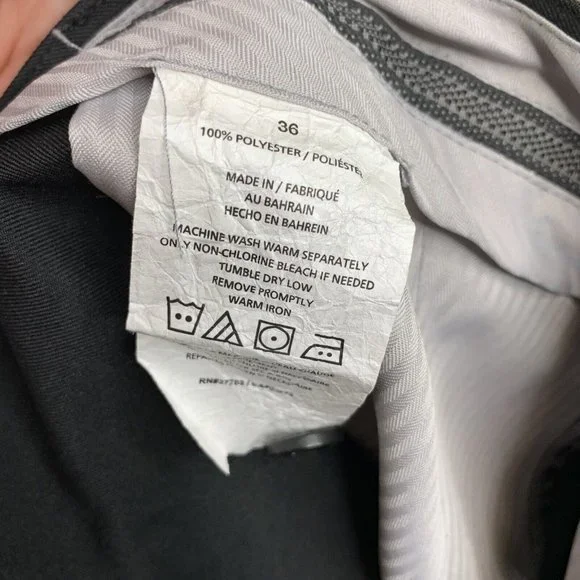 36
100% POLYESTER / POLIÉSTE
MADE IN / FABRIQUÉ
AU BAHRAIN
HECHO EN BAHREIN
MACHINE WASH WARM SEPARATELY
ONLY NON-CHLORINE BLEACH IF NEEDED
TUMBLE DRY LOW
REMOVE PROMPTLY
WARM IRON